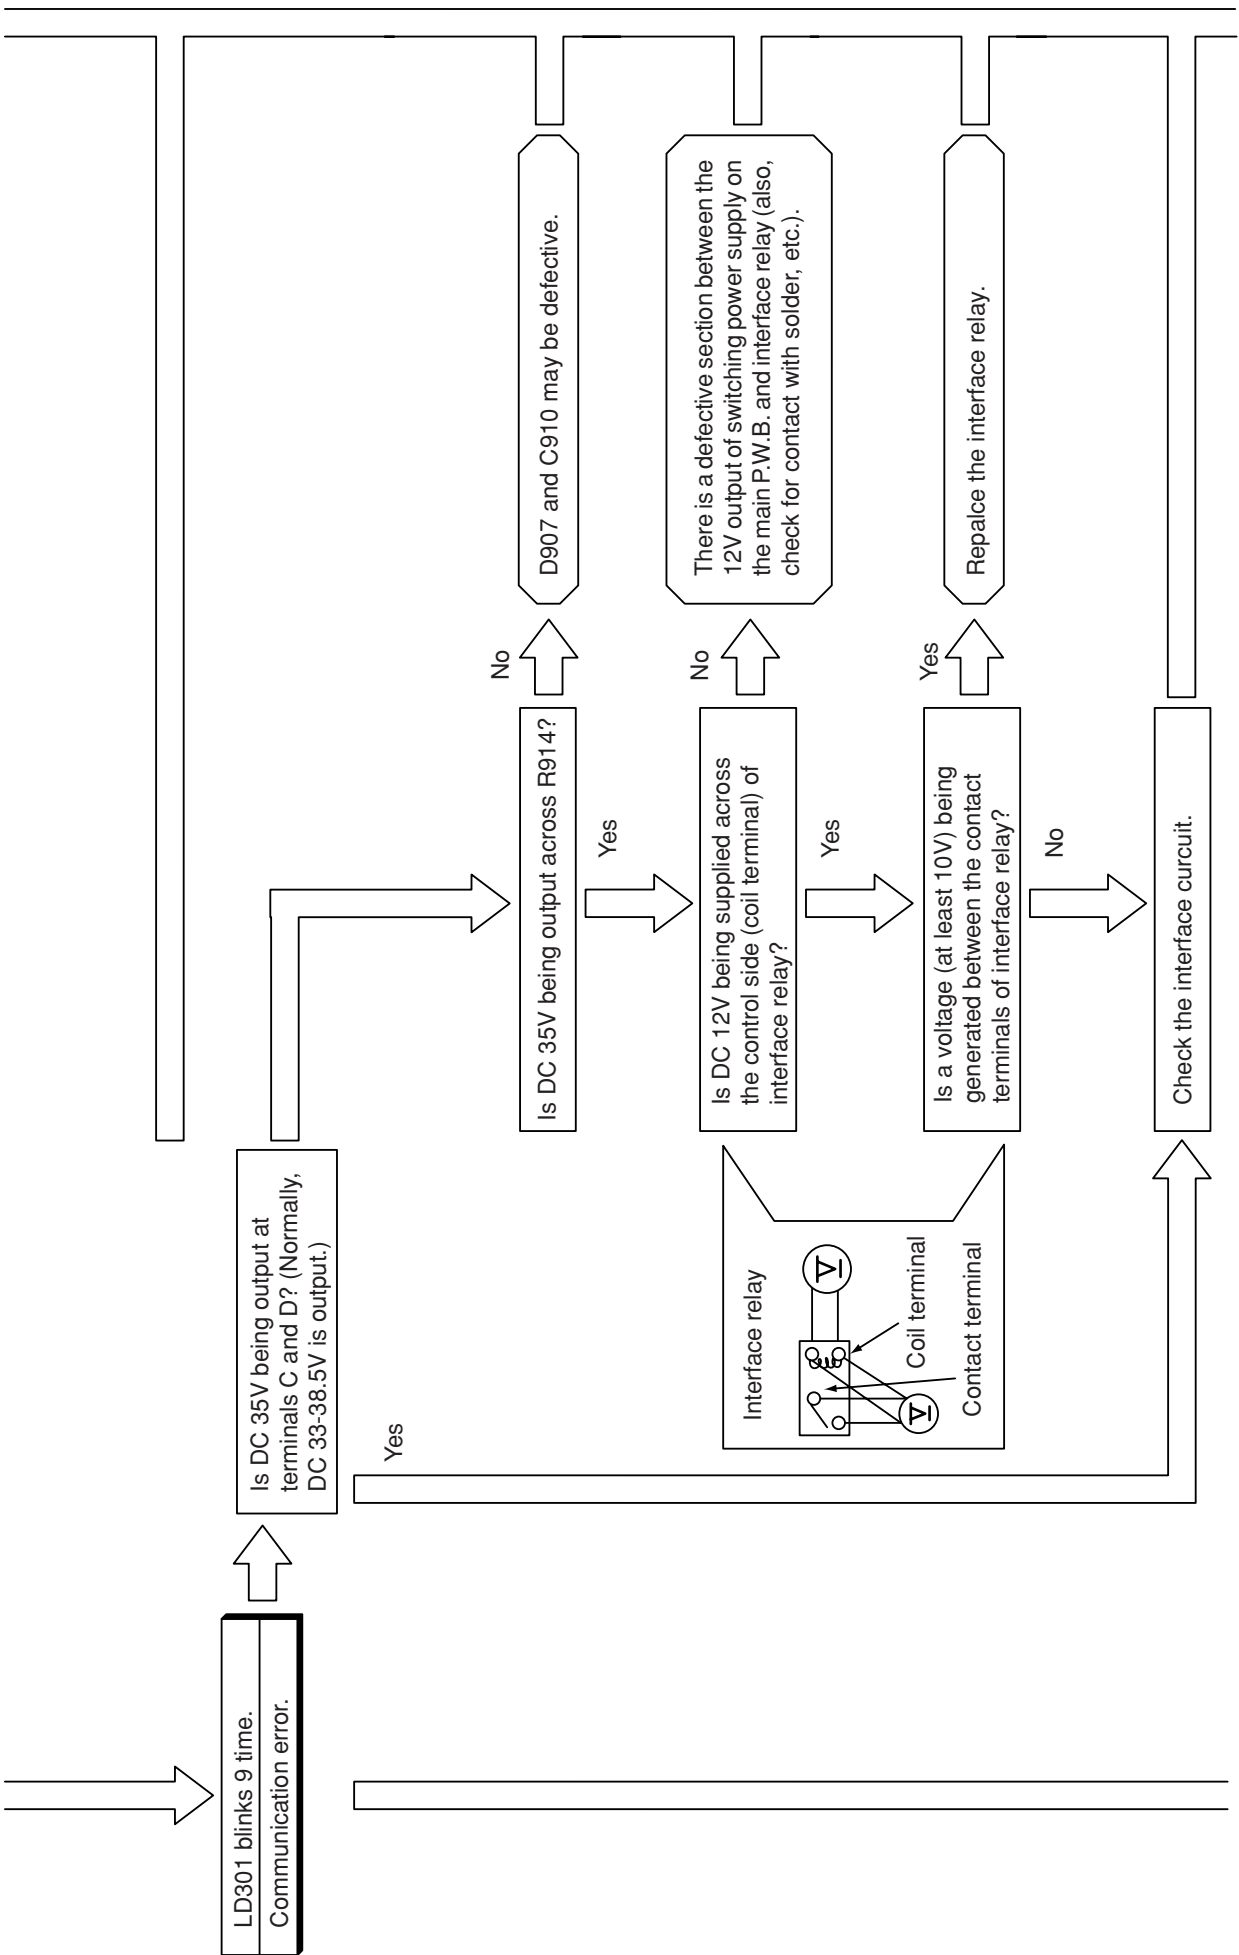 LD301 blinks 9 time.
Communication error.
Is DC 35V being output at
terminals C and D? (Normally,
DC 33-38.5V is output.)
Yes
Is DC 35V being output across R914?
No
D907 and C910 may be defective.
Yes
Interface relay
V
V
Coil terminal
Contact terminal
Is DC 12V being supplied across
the control side (coil terminal) of
interface relay?
No
There is a defective section between the
12V output of switching power supply on
the main P.W.B. and interface relay (also,
check for contact with solder, etc.).
Yes
Is a voltage (at least 10V) being
generated between the contact
terminals of interface relay?
Yes
Repalce the interface relay.
No
Check the interface curcuit.